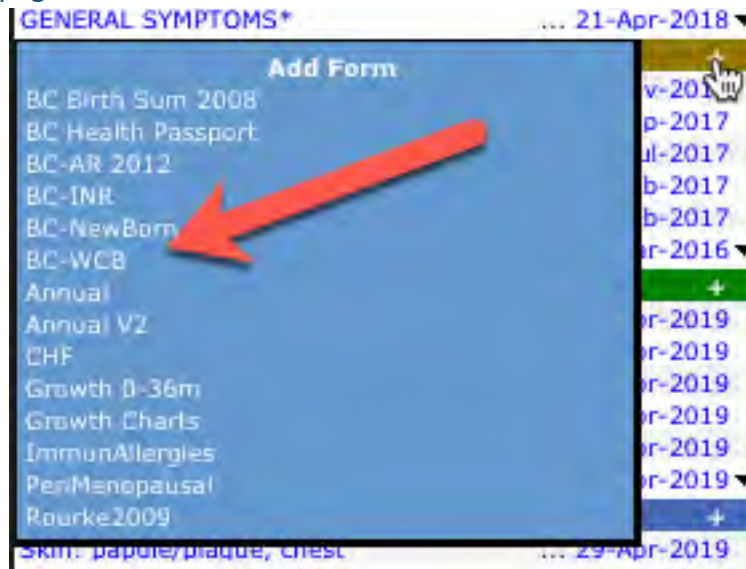 GENERAL SYMPTOMS* ... 21-Apr-2018
Add Form +
BC Birth Sum 2008
BC Health Passport p-2017
BC-AR 2012 ul-2017
BC-INR b-2017
BC-NewBorn b-2017
BC-WCB ar-2016
Annual +
Annual V2 pr-2019
CHF pr-2019
Growth 0-36m pr-2019
Growth Charts pr-2019
ImmunAllergies pr-2019
PeriMenopausal pr-2019
Rourke2009 +
Skin: papule/plaque, chest ... 29-Apr-2019